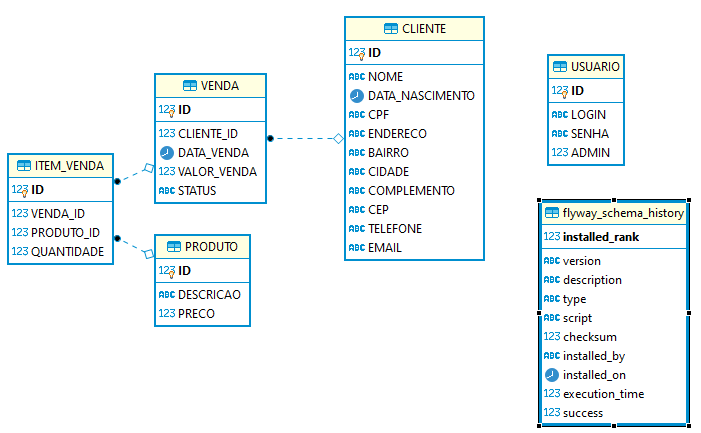 CLIENTE
123 ID
ABC NOME
DATA_NASCIMENTO
ABC CPF
ABC ENDERECO
ABC BAIRRO
ABC CIDADE
ABC COMPLEMENTO
ABC CEP
ABC TELEFONE
ABC EMAIL
VENDA
123 ID
123 CLIENTE_ID
DATA_VENDA
123 VALOR_VENDA
ABC STATUS
ITEM_VENDA
123 ID
123 VENDA_ID
123 PRODUTO_ID
123 QUANTIDADE
PRODUTO
123 ID
ABC DESCRICAO
123 PRECO
USUARIO
123 ID
ABC LOGIN
ABC SENHA
123 ADMIN
flyway_schema_history
123 installed_rank
ABC version
ABC description
ABC type
ABC script
123 checksum
ABC installed_by
installed_on
123 execution_time
123 success